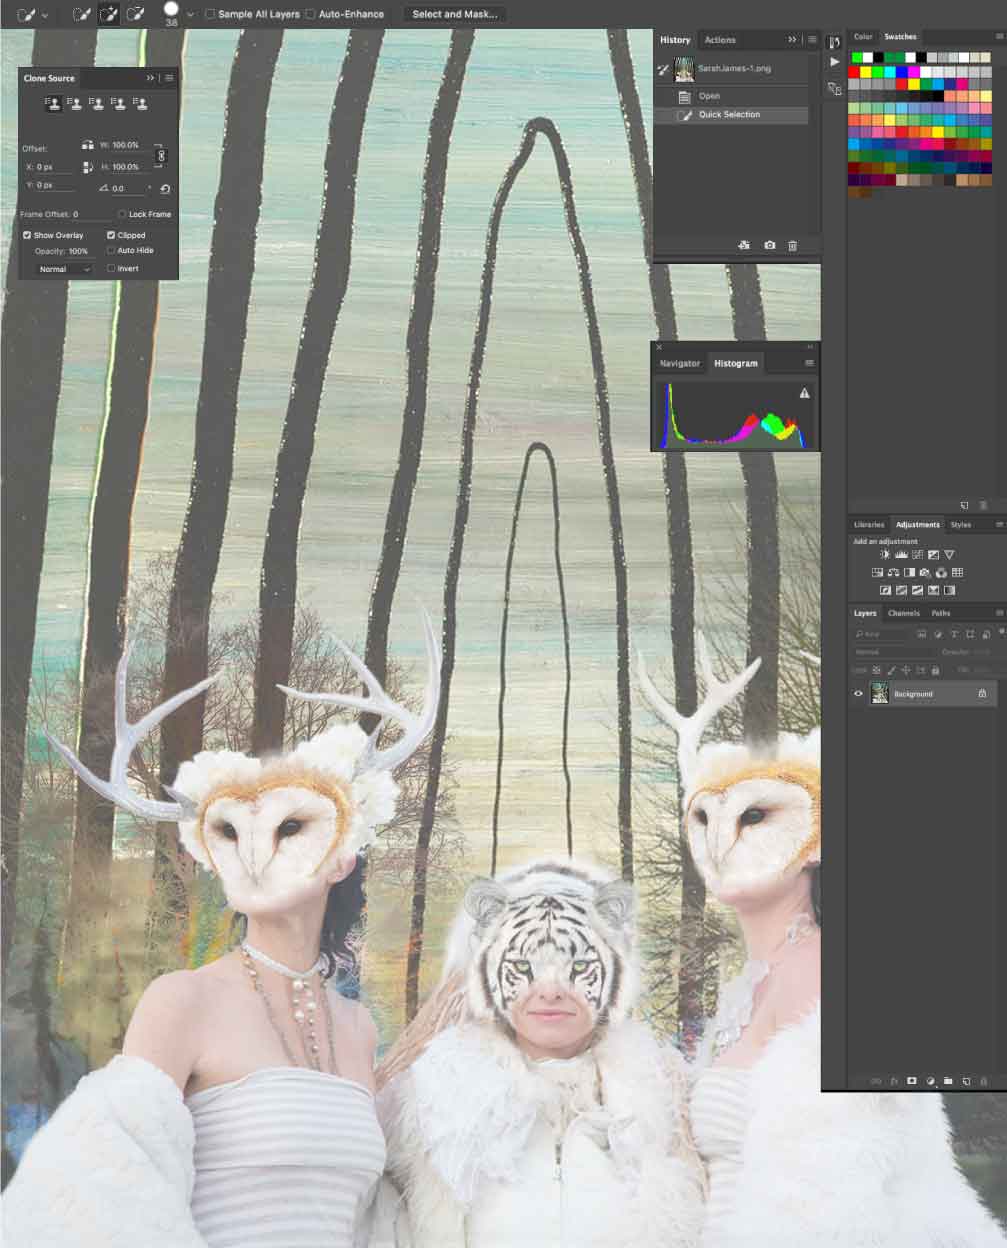 38
Sample All Layers
Auto-Enhance
Select and Mask...
Clone Source
Offset:
W: 100.0%
X: 0 px
H: 100.0%
Y: 0 px
0.0
Frame Offset: 0
Lock Frame
Show Overlay
Clipped
Opacity: 100%
Auto Hide
Normal
Invert
History
Actions
SarahJames-1.png
Open
Quick Selection
Navigator
Histogram
Color
Swatches
Libraries
Adjustments
Styles
Add an adjustment
Layers
Channels
Paths
Kind
Normal
Opacity:
Lock:
Background
fx